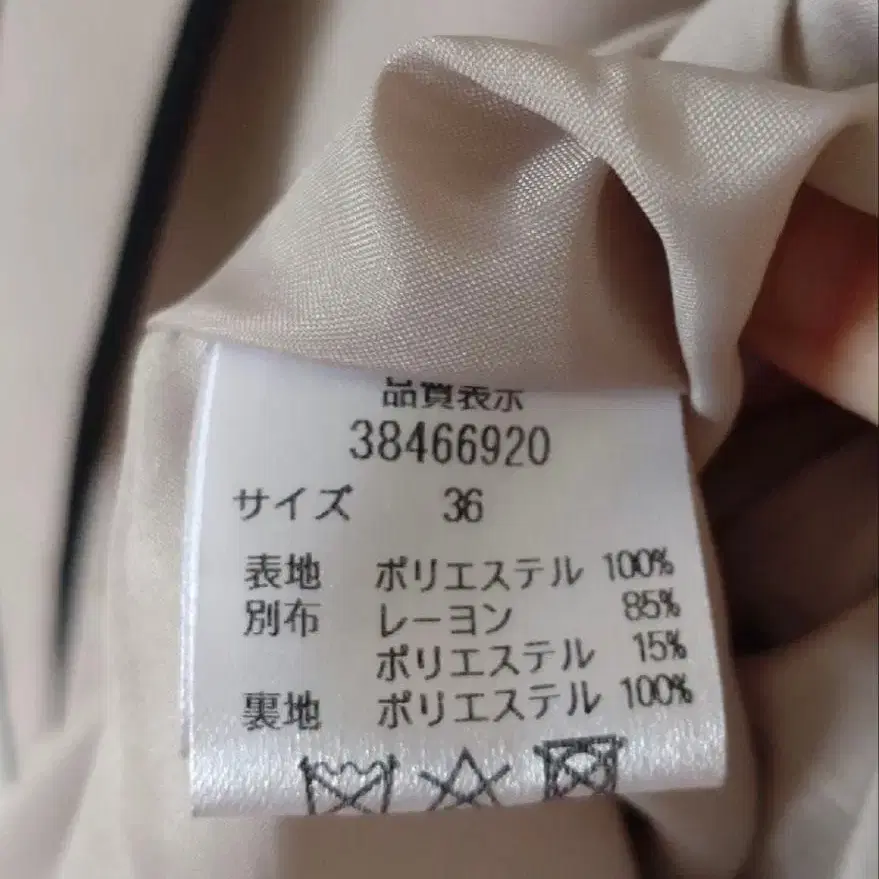 品質表示
38466920
サイズ 36
表地 ポリエステル 100%
別布 レーヨン 85%
ポリエステル 15%
裏地 ポリエステル 100%